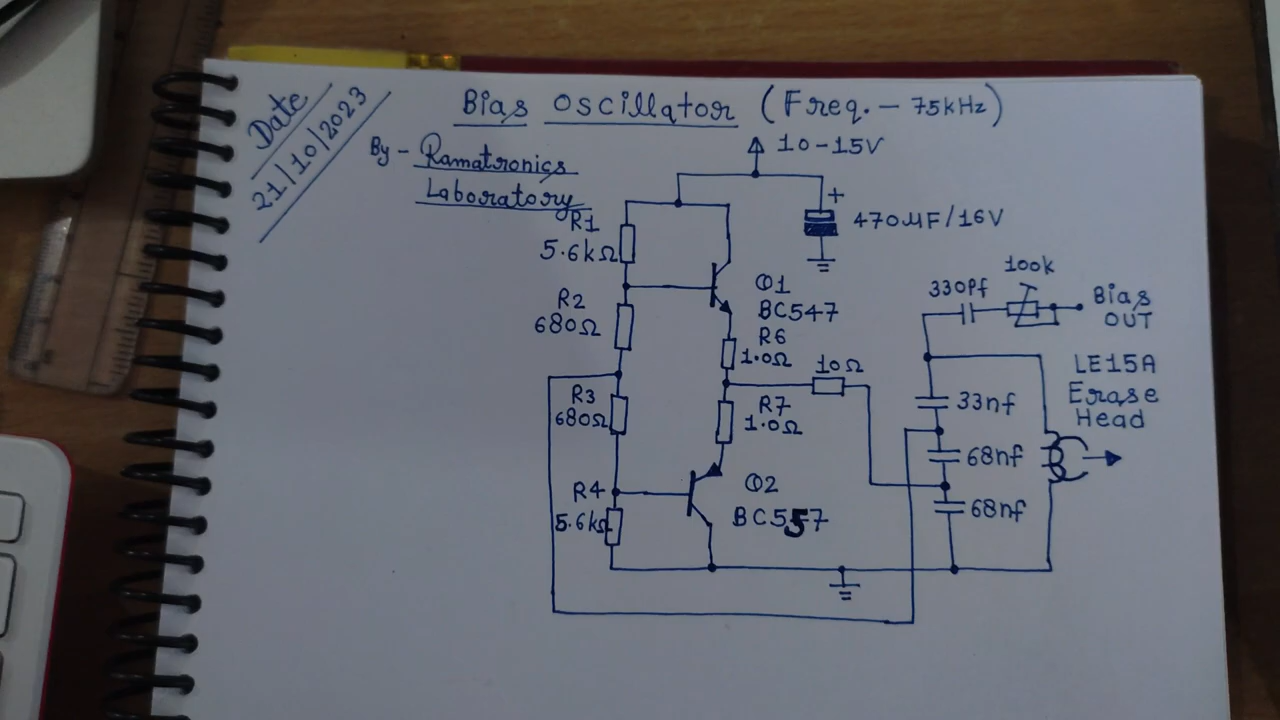 Date
21/10/2023
Bias oscillator (Freq. - 75kHz)
By - Ramatronics
Laboratory
10-15V
+
470µF/16V
R1
5.6kΩ
R2
680Ω
R3
680Ω
R4
5.6kΩ
Q1
BC547
R6
1.0Ω
R7
1.0Ω
10Ω
Q2
BC557
330Pf
100k
Bias
OUT
LE15A
Erase
Head
33nf
68nf
68nf